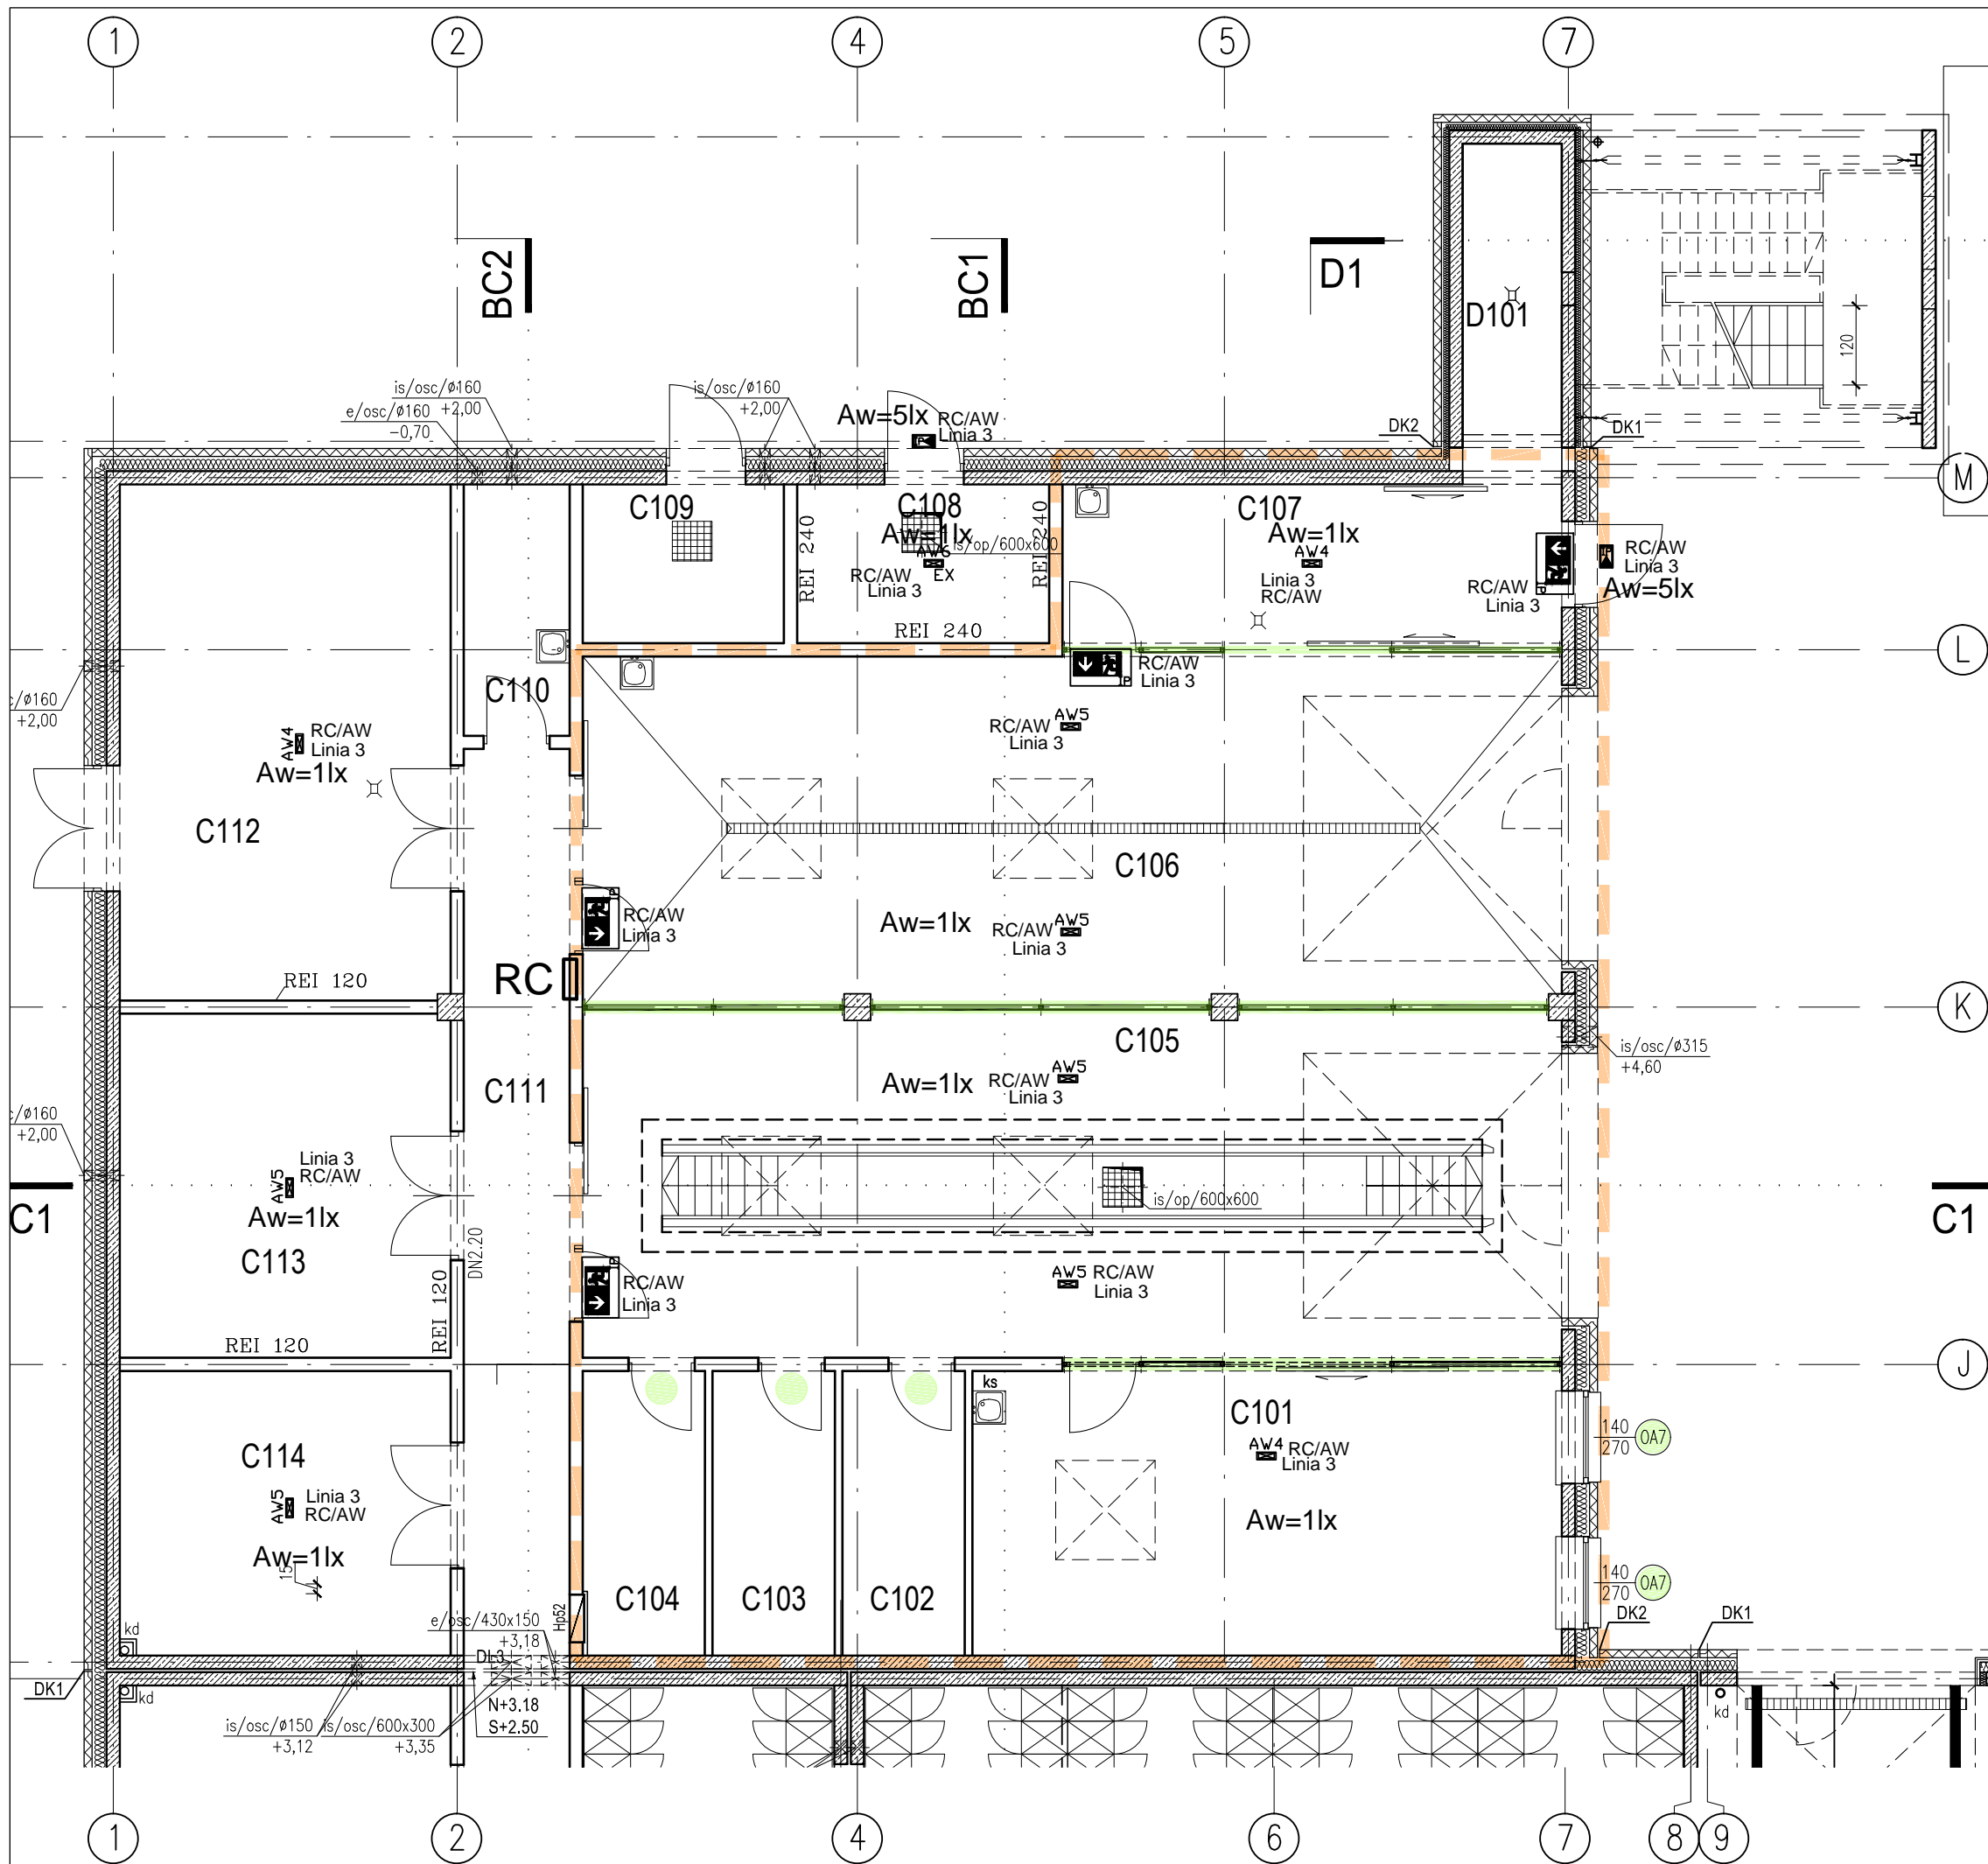 1
2
4
5
7
BC2
BC1
D1
D101
120
is/osc/ø160
+2,00
e/osc/ø160
-0,70
is/osc/ø160
+2,00
Aw=5lx
RC/AW
Linia 3
DK2
DK1
M
C109
REI 240
C108
Aw=1lx
is/op/600x600
AW6
EX
RC/AW
Linia 3
REI 240
REI 240
C107
Aw=1lx
AW4
Linia 3
RC/AW
RC/AW
Linia 3
RC/AW
Linia 3
Aw=5lx
L
C110
RC/AW
Linia 3
/ø160
+2,00
AW4
RC/AW
Linia 3
Aw=1lx
C112
RC/AW
Linia 3
AW5
C106
Aw=1lx
RC/AW
Linia 3
AW5
RC/AW
Linia 3
RC
REI 120
K
C105
is/osc/ø315
+4,60
C111
Aw=1lx
RC/AW
Linia 3
AW5
/ø160
+2,00
Linia 3
RC/AW
AW5
Aw=1lx
C113
C1
is/op/600x600
C1
DN2.20
REI 120
RC/AW
Linia 3
AW5
RC/AW
Linia 3
REI 120
J
ks
C101
AW4
RC/AW
Linia 3
140
270
OA7
C114
AW5
Linia 3
RC/AW
Aw=1lx
15
Aw=1lx
140
270
OA7
C104
C103
C102
Hp52
e/osc/430x150
+3,18
DL3
kd
DK2
DK1
DK1
kd
N+3,18
S+2.50
is/osc/ø150
+3,12
is/osc/600x300
+3,35
kd
1
2
4
6
7
8
9